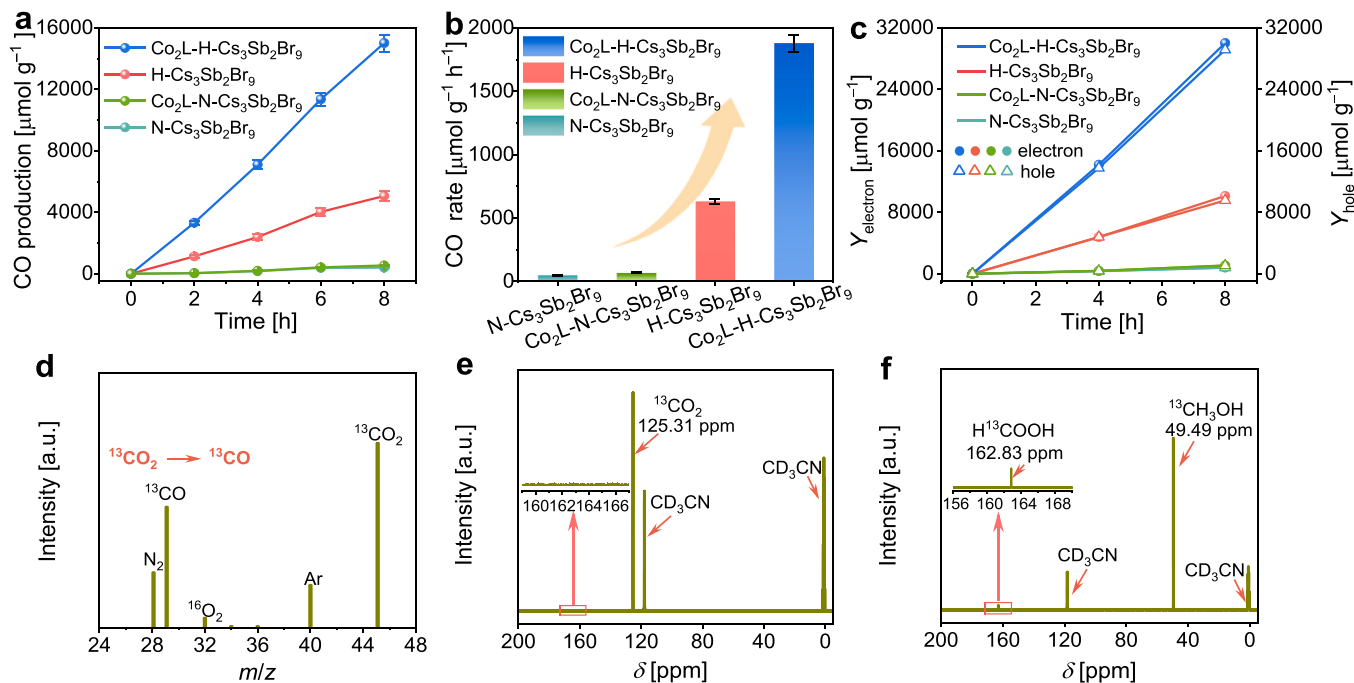 a
CO production [μmol g⁻¹ ]
16000
12000
8000
4000
0
Co₂L-H-Cs₃Sb₂Br₉
H-Cs₃Sb₂Br₉
Co₂L-N-Cs₃Sb₂Br₉
N-Cs₃Sb₂Br₉
0 2 4 6 8
Time [h]
b
CO rate [μmol g⁻¹ h⁻¹]
2000
1500
1000
500
0
Co₂L-H-Cs₃Sb₂Br₉
H-Cs₃Sb₂Br₉
Co₂L-N-Cs₃Sb₂Br₉
N-Cs₃Sb₂Br₉
N-Cs₃Sb₂Br₉
Co₂L-N-Cs₃Sb₂Br₉
H-Cs₃Sb₂Br₉
Co₂L-H-Cs₃Sb₂Br₉
c
Yelectron [μmol g⁻¹]
32000
24000
16000
8000
0
Co₂L-H-Cs₃Sb₂Br₉
H-Cs₃Sb₂Br₉
Co₂L-N-Cs₃Sb₂Br₉
N-Cs₃Sb₂Br₉
electron
hole
32000
24000
16000
8000
0
Yhole [μmol g⁻¹]
0 4 8
Time [h]
d
Intensity [a.u.]
¹³CO₂ → ¹³CO
N₂
¹³CO
¹⁶O₂
Ar
¹³CO₂
24 28 32 36 40 44 48
m/z
e
Intensity [a.u.]
¹³CO₂
125.31 ppm
CD₃CN
CD₃CN
160 162 164 166
200 160 120 80 40 0
δ [ppm]
f
Intensity [a.u.]
H¹³COOH
162.83 ppm
¹³CH₃OH
49.49 ppm
156 160 164 168
CD₃CN
CD₃CN
200 160 120 80 40 0
δ [ppm]